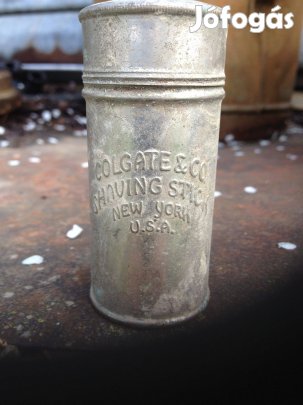 Jófogás
COLGATE & CO
SHAVING STICK
NEW YORK
U.S.A.